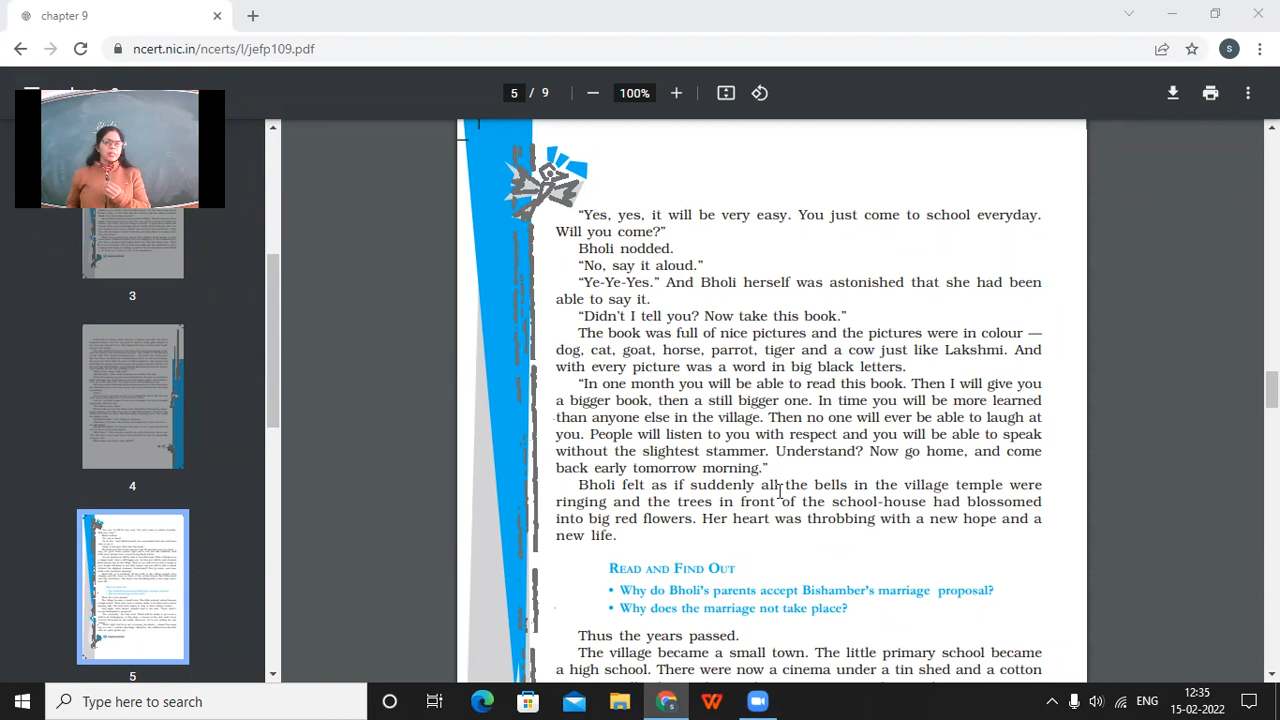 chapter 9
ncert.nic.in/ncerts/l/jefp109.pdf
S
5 / 9
100%
3
4
5
"Yes, yes, it will be very easy. You just come to school everyday.
Will you come?"
Bholi nodded.
"No, say it aloud."
"Ye-Ye-Yes." And Bholi herself was astonished that she had been
able to say it.
"Didn't I tell you? Now take this book."
The book was full of nice pictures and the pictures were in colour —
dog, cat, goat, horse, parrot, tiger and a cow just like Lakshmi. And
with every picture was a word in big black letters.
"In one month you will be able to read this book. Then I will give you
a bigger book, then a still bigger one. In time you will be more learned
than anyone else in the village. Then no one will ever be able to laugh at
you. People will listen to you with respect and you will be able to speak
without the slightest stammer. Understand? Now go home, and come
back early tomorrow morning."
Bholi felt as if suddenly all the bells in the village temple were
ringing and the trees in front of the school-house had blossomed
into big red flowers. Her heart was throbbing with a new hope and a
new life.
READ AND FIND OUT
• Why do Bholi's parents accept Bishamber's marriage proposal?
• Why does the marriage not take place?
Thus the years passed.
The village became a small town. The little primary school became
a high school. There were now a cinema under a tin shed and a cotton
Type here to search
ENG
12:35
15-02-2022